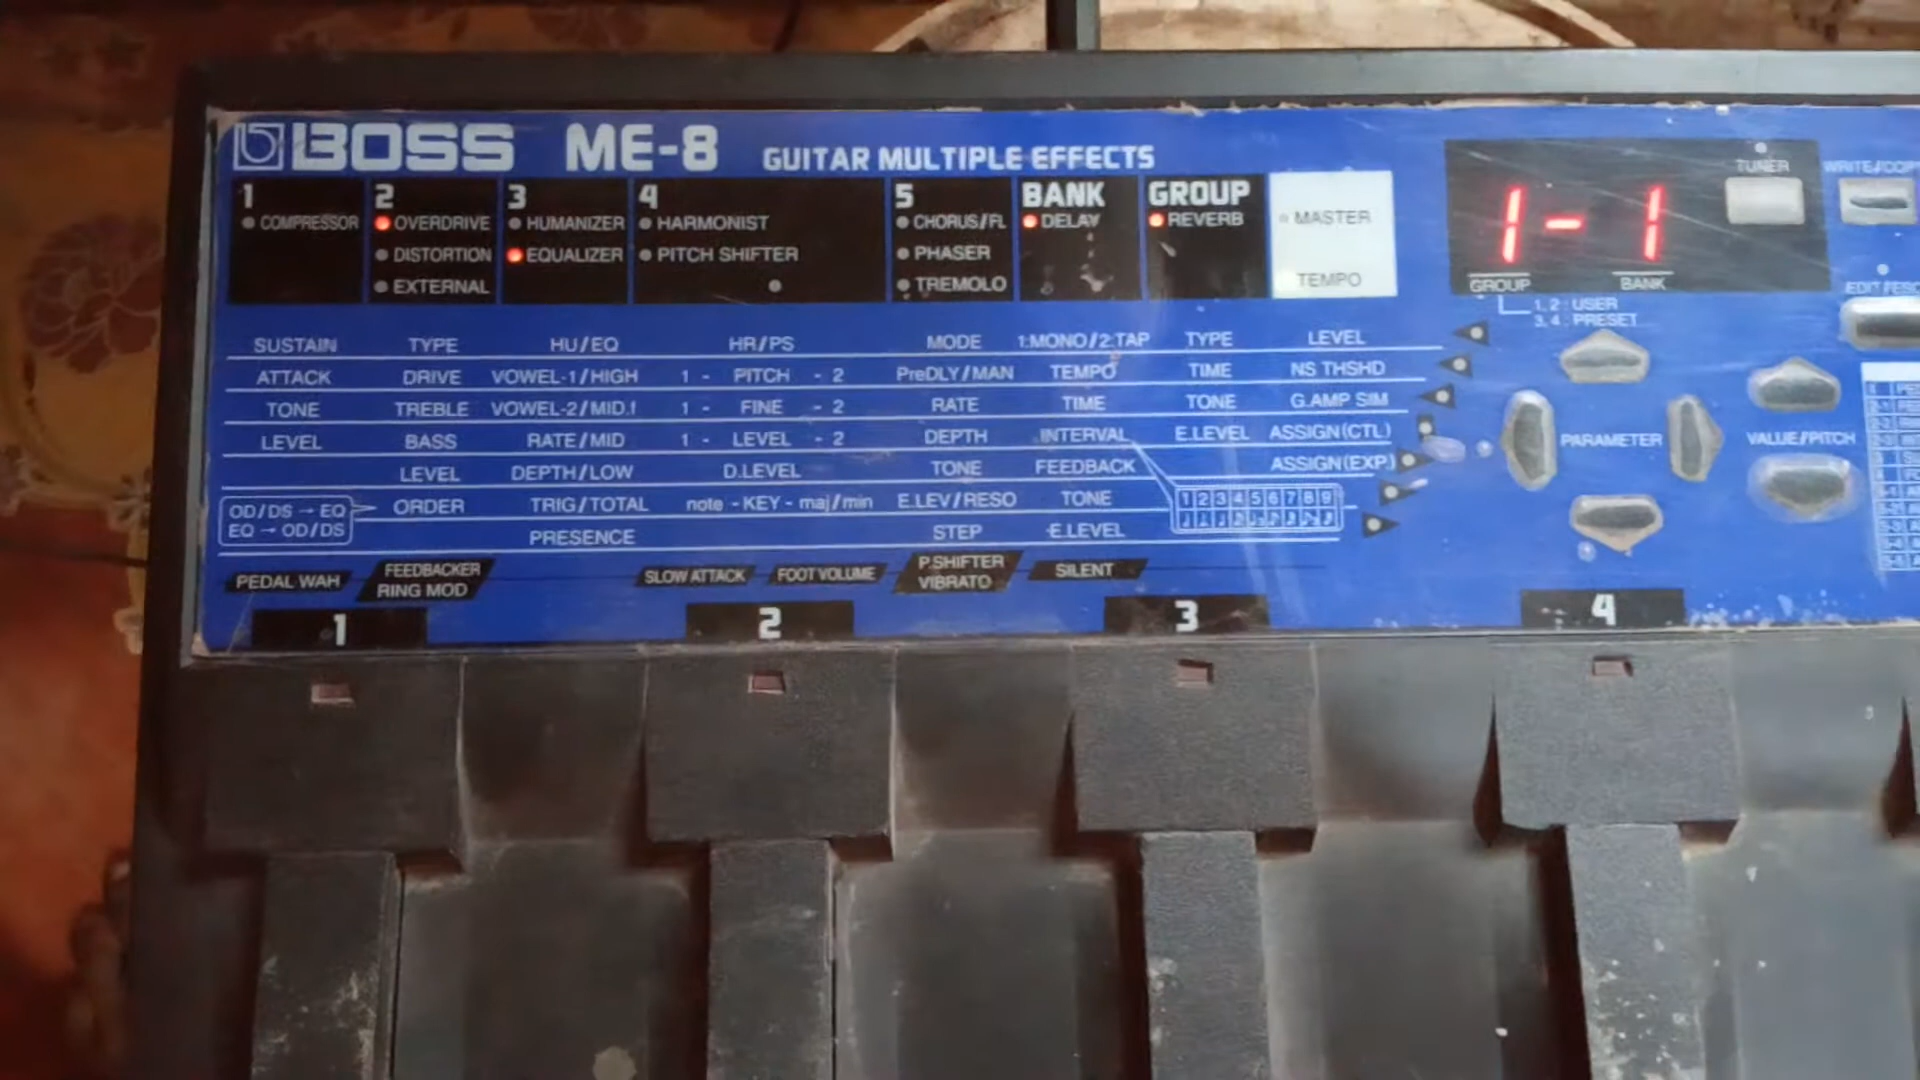 BOSS ME-8 GUITAR MULTIPLE EFFECTS
1 2 3 4 5 BANK GROUP
COMPRESSOR OVERDRIVE HUMANIZER HARMONIST CHORUS/FL DELAY REVERB MASTER
DISTORTION EQUALIZER PITCH SHIFTER PHASER
EXTERNAL TREMOLO TEMPO
1-1
GROUP BANK
1, 2 : USER
3, 4 : PRESET
TUNER
SUSTAIN TYPE HU/EQ HR/PS MODE 1:MONO/2:TAP TYPE LEVEL
ATTACK DRIVE VOWEL-1/HIGH 1 - PITCH - 2 PreDLY/MAN TEMPO TIME NS THSHD
TONE TREBLE VOWEL-2/MID.f 1 - FINE - 2 RATE TIME TONE G.AMP SIM
LEVEL BASS RATE/MID 1 - LEVEL - 2 DEPTH INTERVAL E.LEVEL ASSIGN(CTL)
LEVEL DEPTH/LOW D.LEVEL TONE FEEDBACK ASSIGN(EXP)
ORDER TRIG/TOTAL note - KEY - maj/min E.LEV/RESO TONE
PRESENCE STEP E.LEVEL
OD/DS → EQ
EQ → OD/DS
1 2 3 4 5 6 7 8 9
PARAMETER VALUE/PITCH
PEDAL WAH FEEDBACKER SLOW ATTACK FOOT VOLUME P.SHIFTER SILENT
RING MOD VIBRATO
1 2 3 4